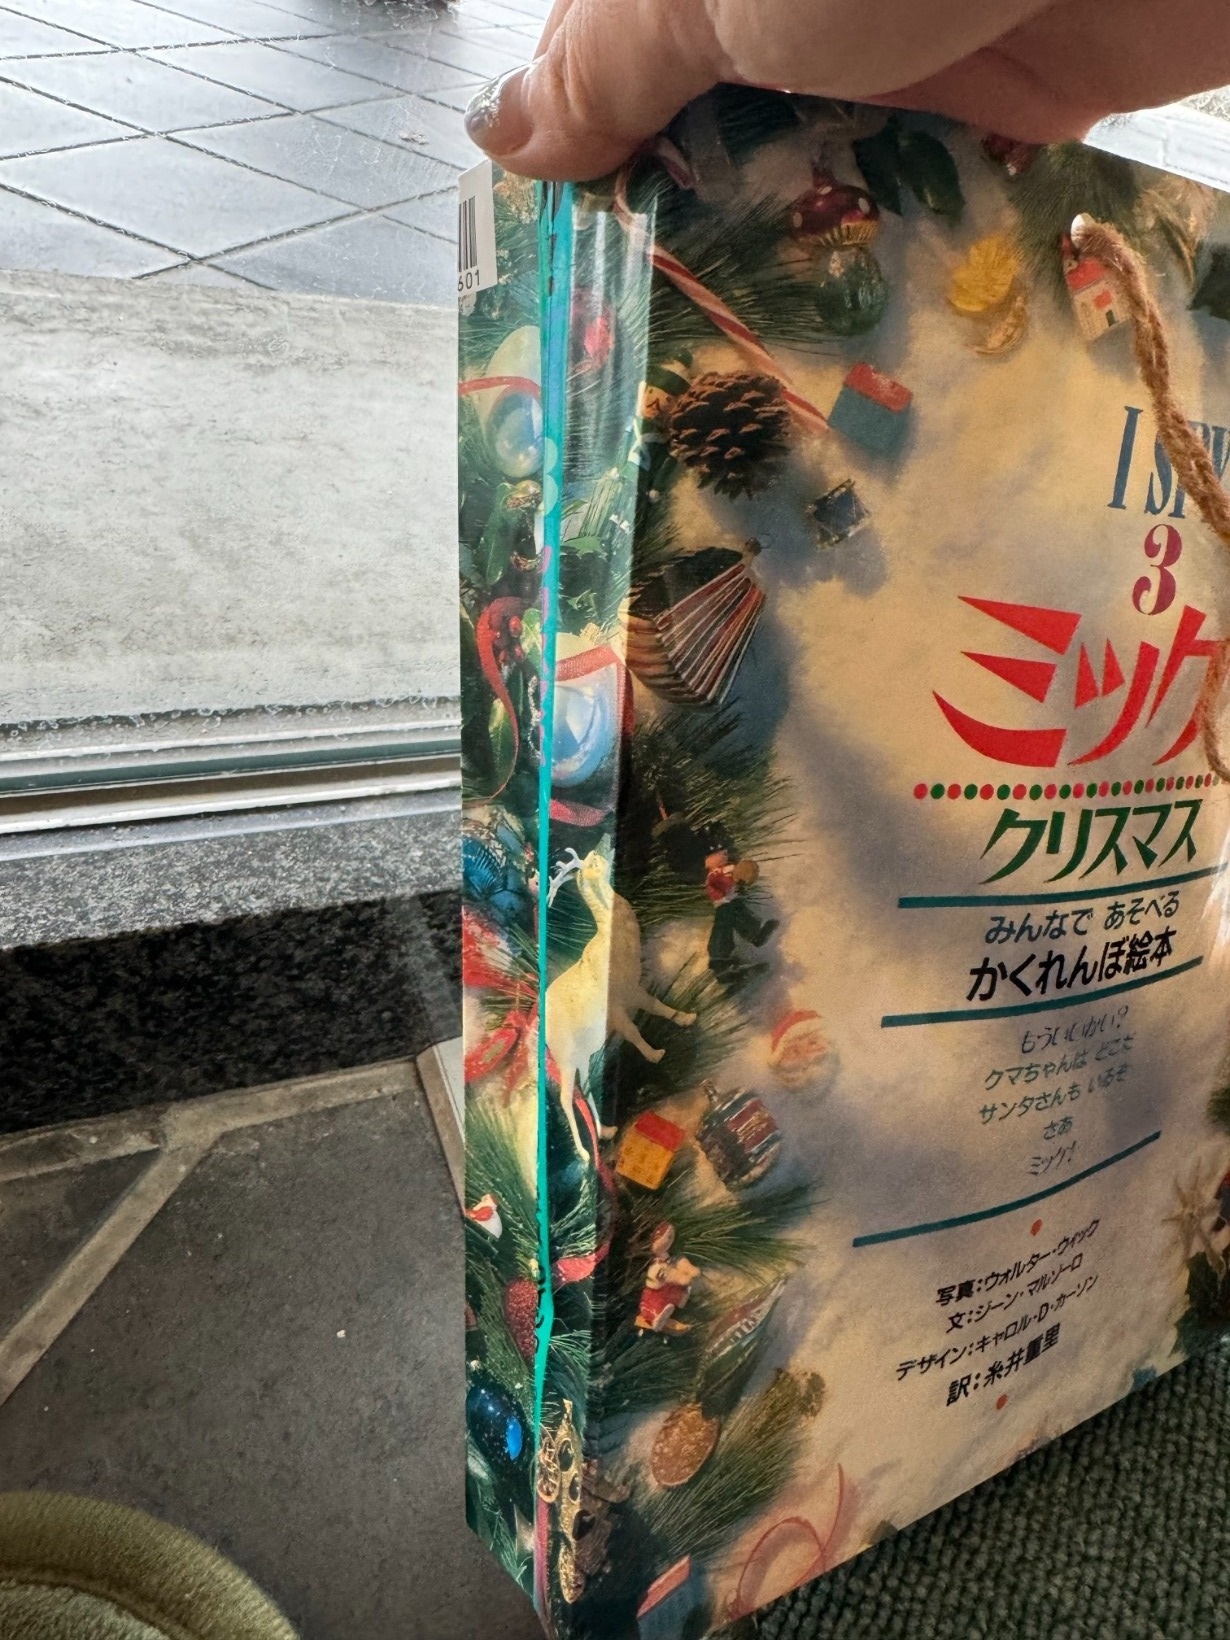 601
I SPY
3
ミック
クリスマス
みんなで あそべる
かくれんぼ絵本
もういいかい?
クマちゃんは どこだ
サンタさんも いるぞ
さあ
ミッケ!
写真:ウォルター・ウィック
文:ジーン・マルゾーロ
デザイン:キャロル・D・カーソン
訳:糸井重里